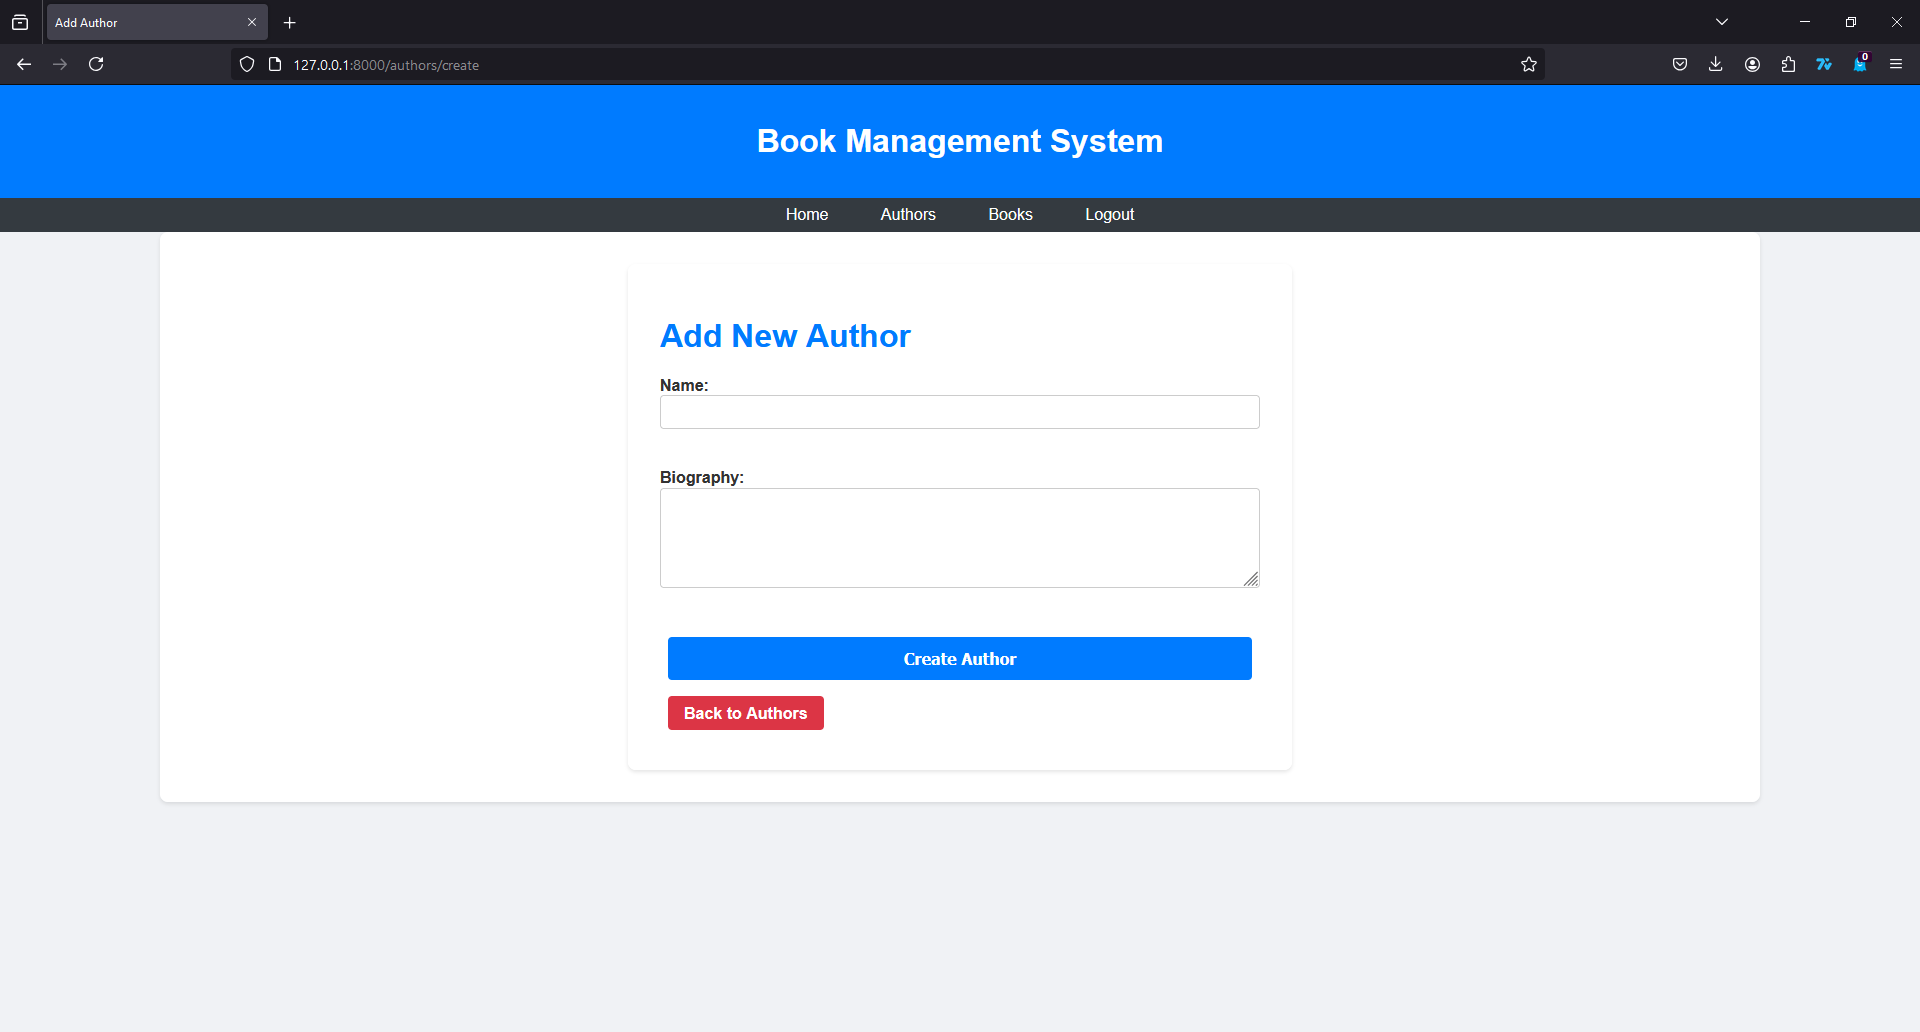 Add Author
127.0.0.1:8000/authors/create
0
Book Management System
Home Authors Books Logout
Add New Author
Name:
Biography:
Create Author
Back to Authors